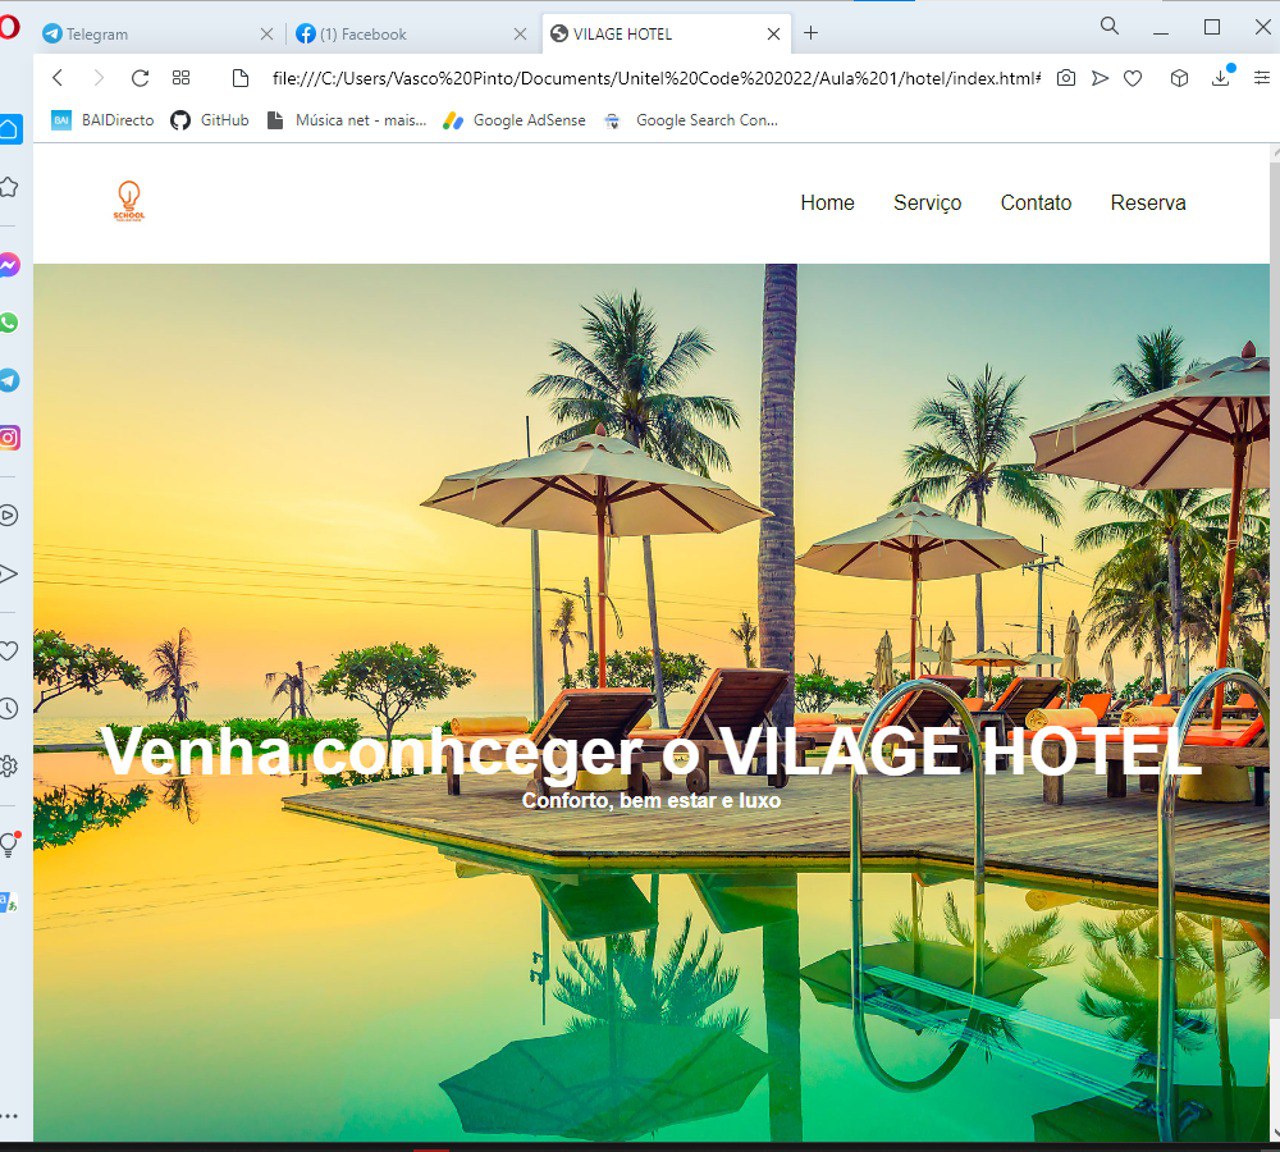 Telegram
(1) Facebook
VILAGE HOTEL
file:///C:/Users/Vasco%20Pinto/Documents/Unitel%20Code%202022/Aula%201/hotel/index.html#
BAI
BAIDirecto
GitHub
Música net - mais...
Google AdSense
Google Search Con...
SCHOOL
Home
Serviço
Contato
Reserva
Venha conhceger o VILAGE HOTEL
Conforto, bem estar e luxo